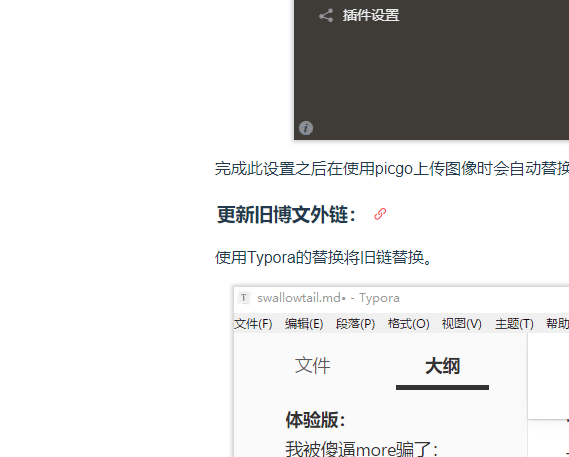 插件设置
完成此设置之后在使用picgo上传图像时会自动替换
更新旧博文外链：
使用Typora的替换将旧链替换。
T swallowtail.md• - Typora
文件(F) 编辑(E) 段落(P) 格式(O) 视图(V) 主题(T) 帮助
文件 大纲
体验版：
我被傻逼more骗了：